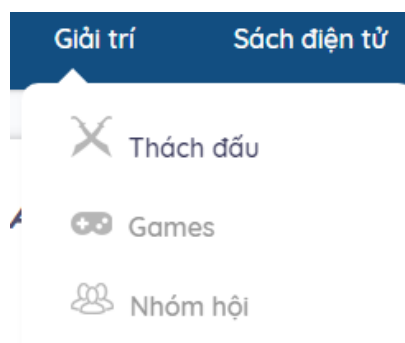 Giải trí Sách điện tử
Thách đấu
Games
Nhóm hội